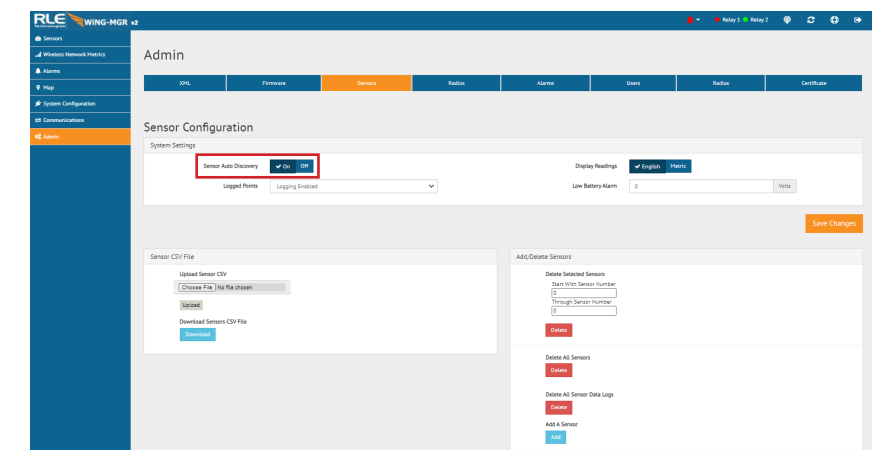 RLE WiNG-MGR v2
Relay 1 Relay 2
Sensors
Wireless Network Metrics
Alarms
Map
System Configuration
Communications
Admin
Admin
XML Firmware Sensors Radios Alarms Users Radius Certificate
Sensor Configuration
System Settings
Sensor Auto Discovery On Off
Display Readings English Metric
Logged Points Logging Enabled
Low Battery Alarm 0 Volts
Save Changes
Sensor CSV File
Upload Sensor CSV
Choose File No file chosen
Upload
Download Sensors CSV File
Download
Add/Delete Sensors
Delete Selected Sensors
Start With Sensor Number
0
Through Sensor Number
0
Delete
Delete All Sensors
Delete
Delete All Sensor Data Logs
Delete
Add A Sensor
Add